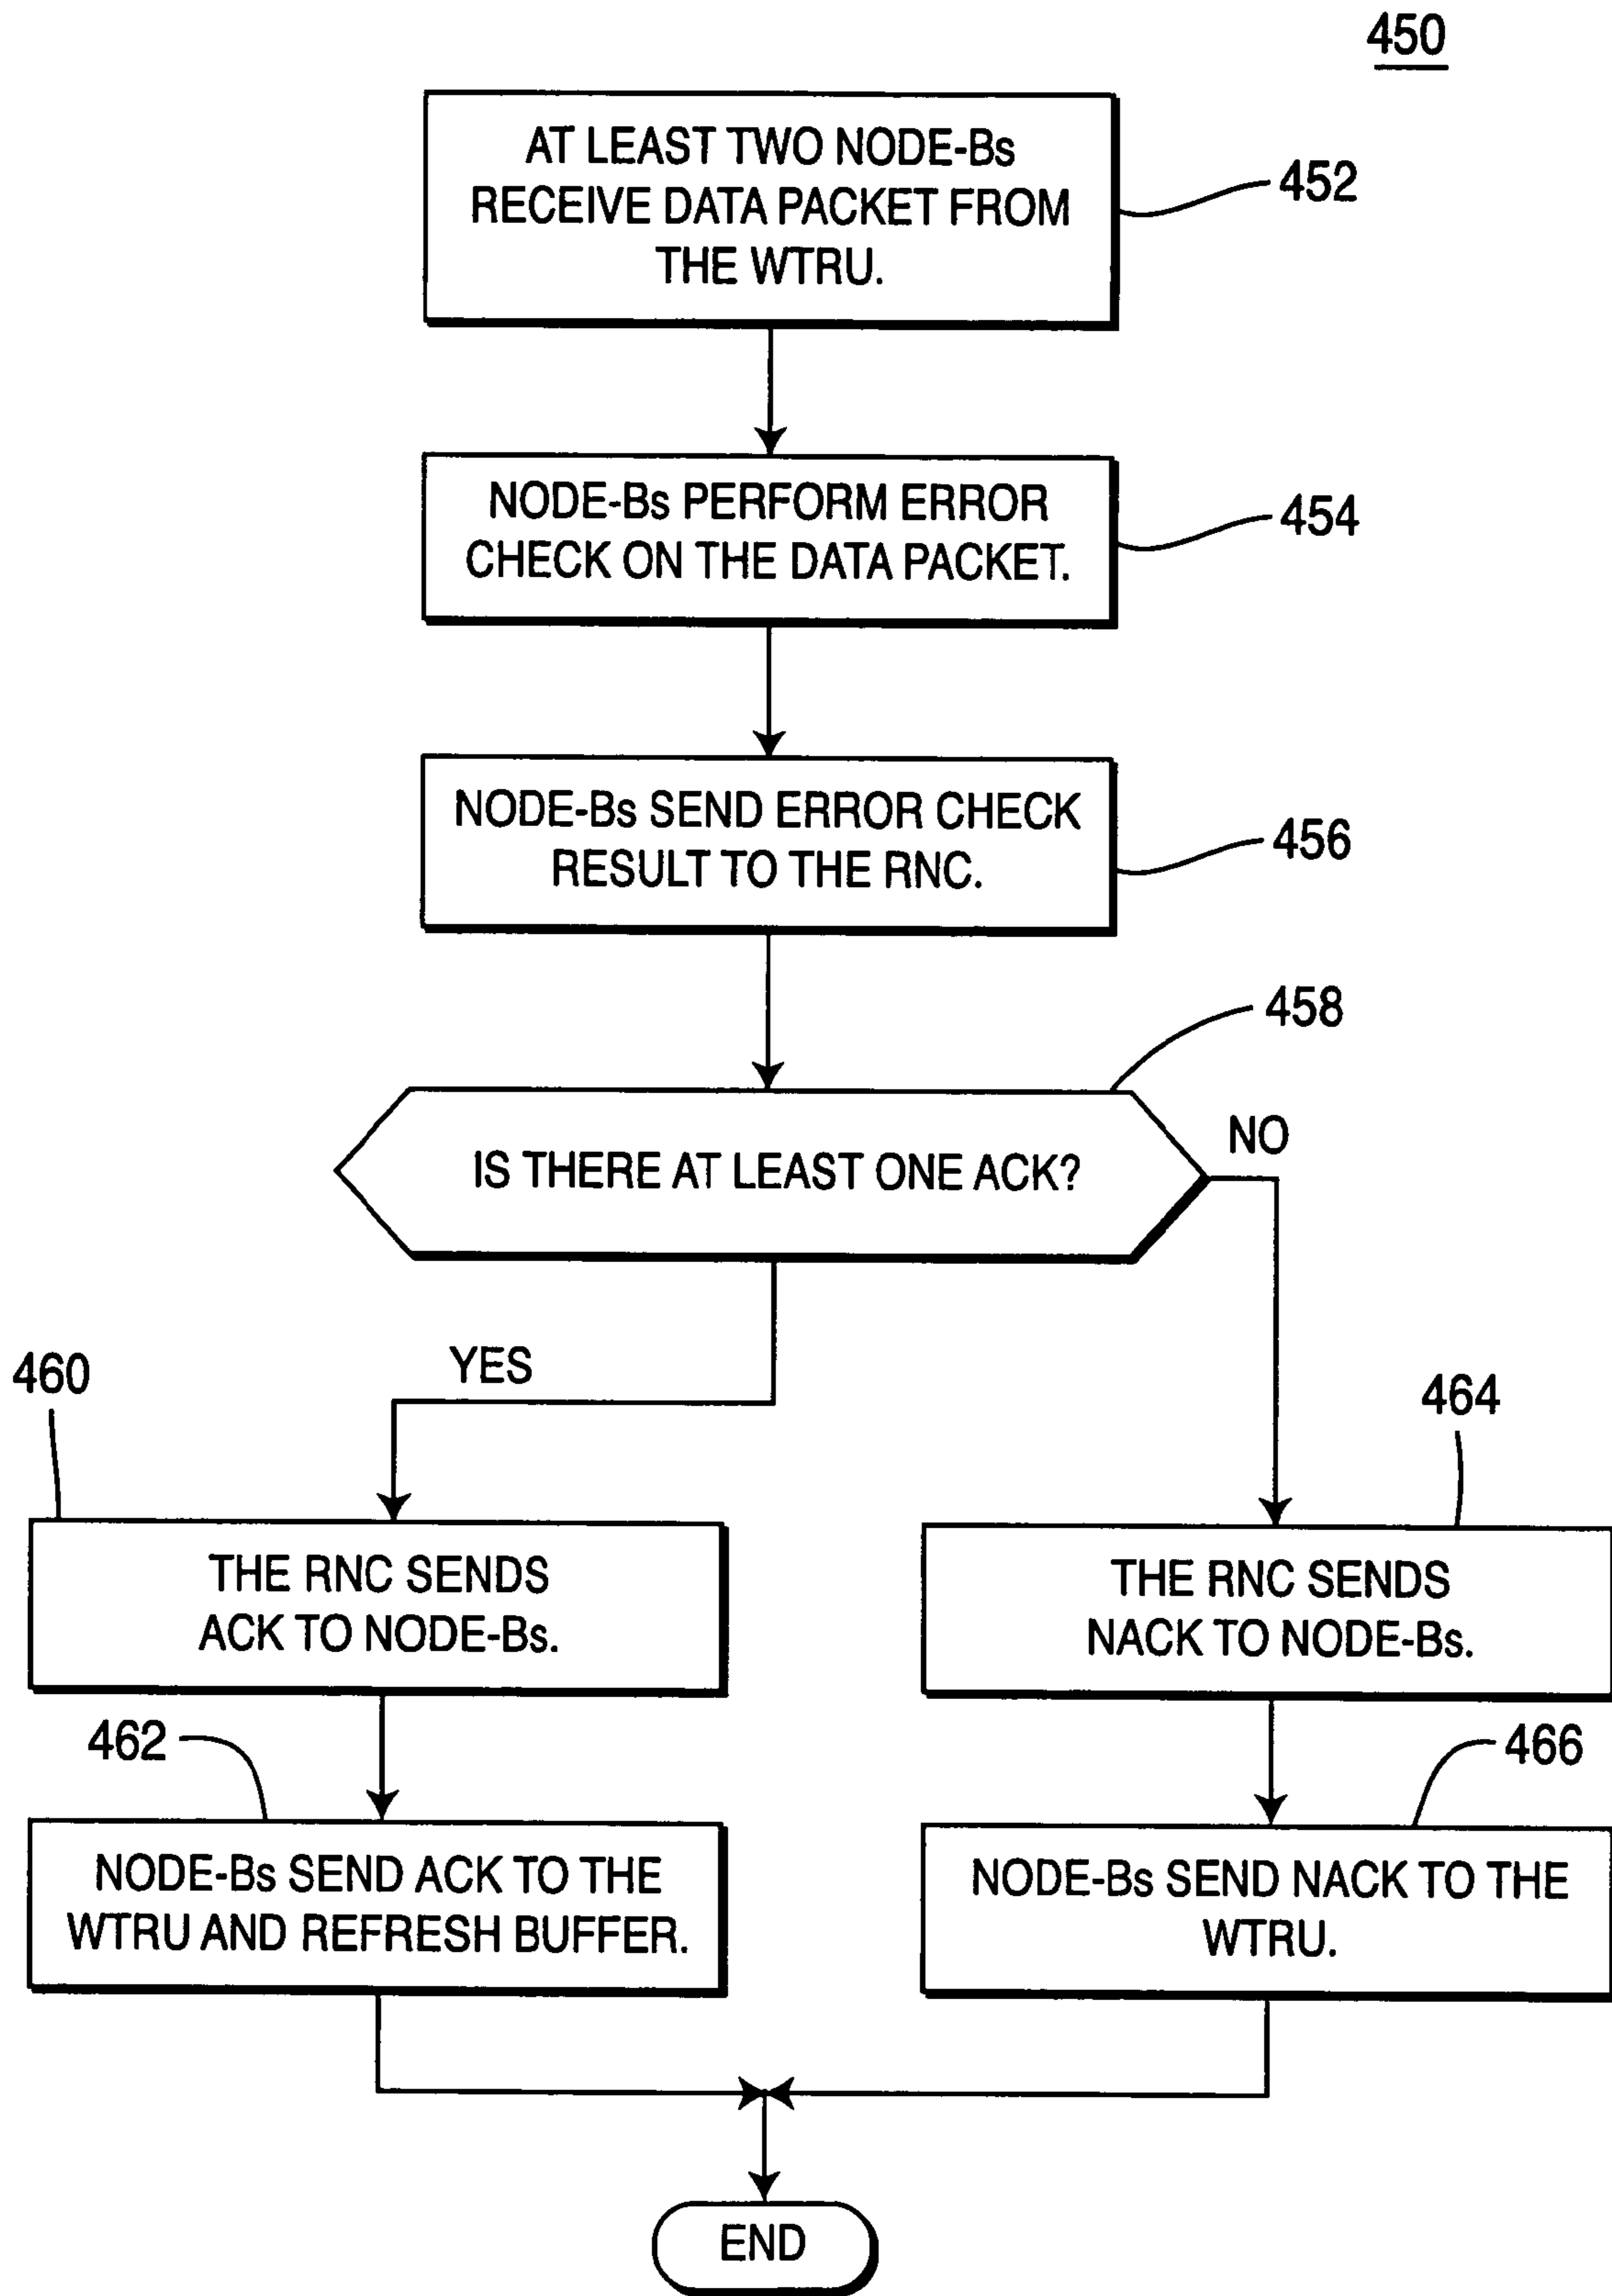 450
AT LEAST TWO NODE-Bs
RECEIVE DATA PACKET FROM
THE WTRU.
452
NODE-Bs PERFORM ERROR
CHECK ON THE DATA PACKET.
454
NODE-Bs SEND ERROR CHECK
RESULT TO THE RNC.
456
458
IS THERE AT LEAST ONE ACK?
NO
YES
460
THE RNC SENDS
ACK TO NODE-Bs.
464
THE RNC SENDS
NACK TO NODE-Bs.
462
NODE-Bs SEND ACK TO THE
WTRU AND REFRESH BUFFER.
466
NODE-Bs SEND NACK TO THE
WTRU.
END